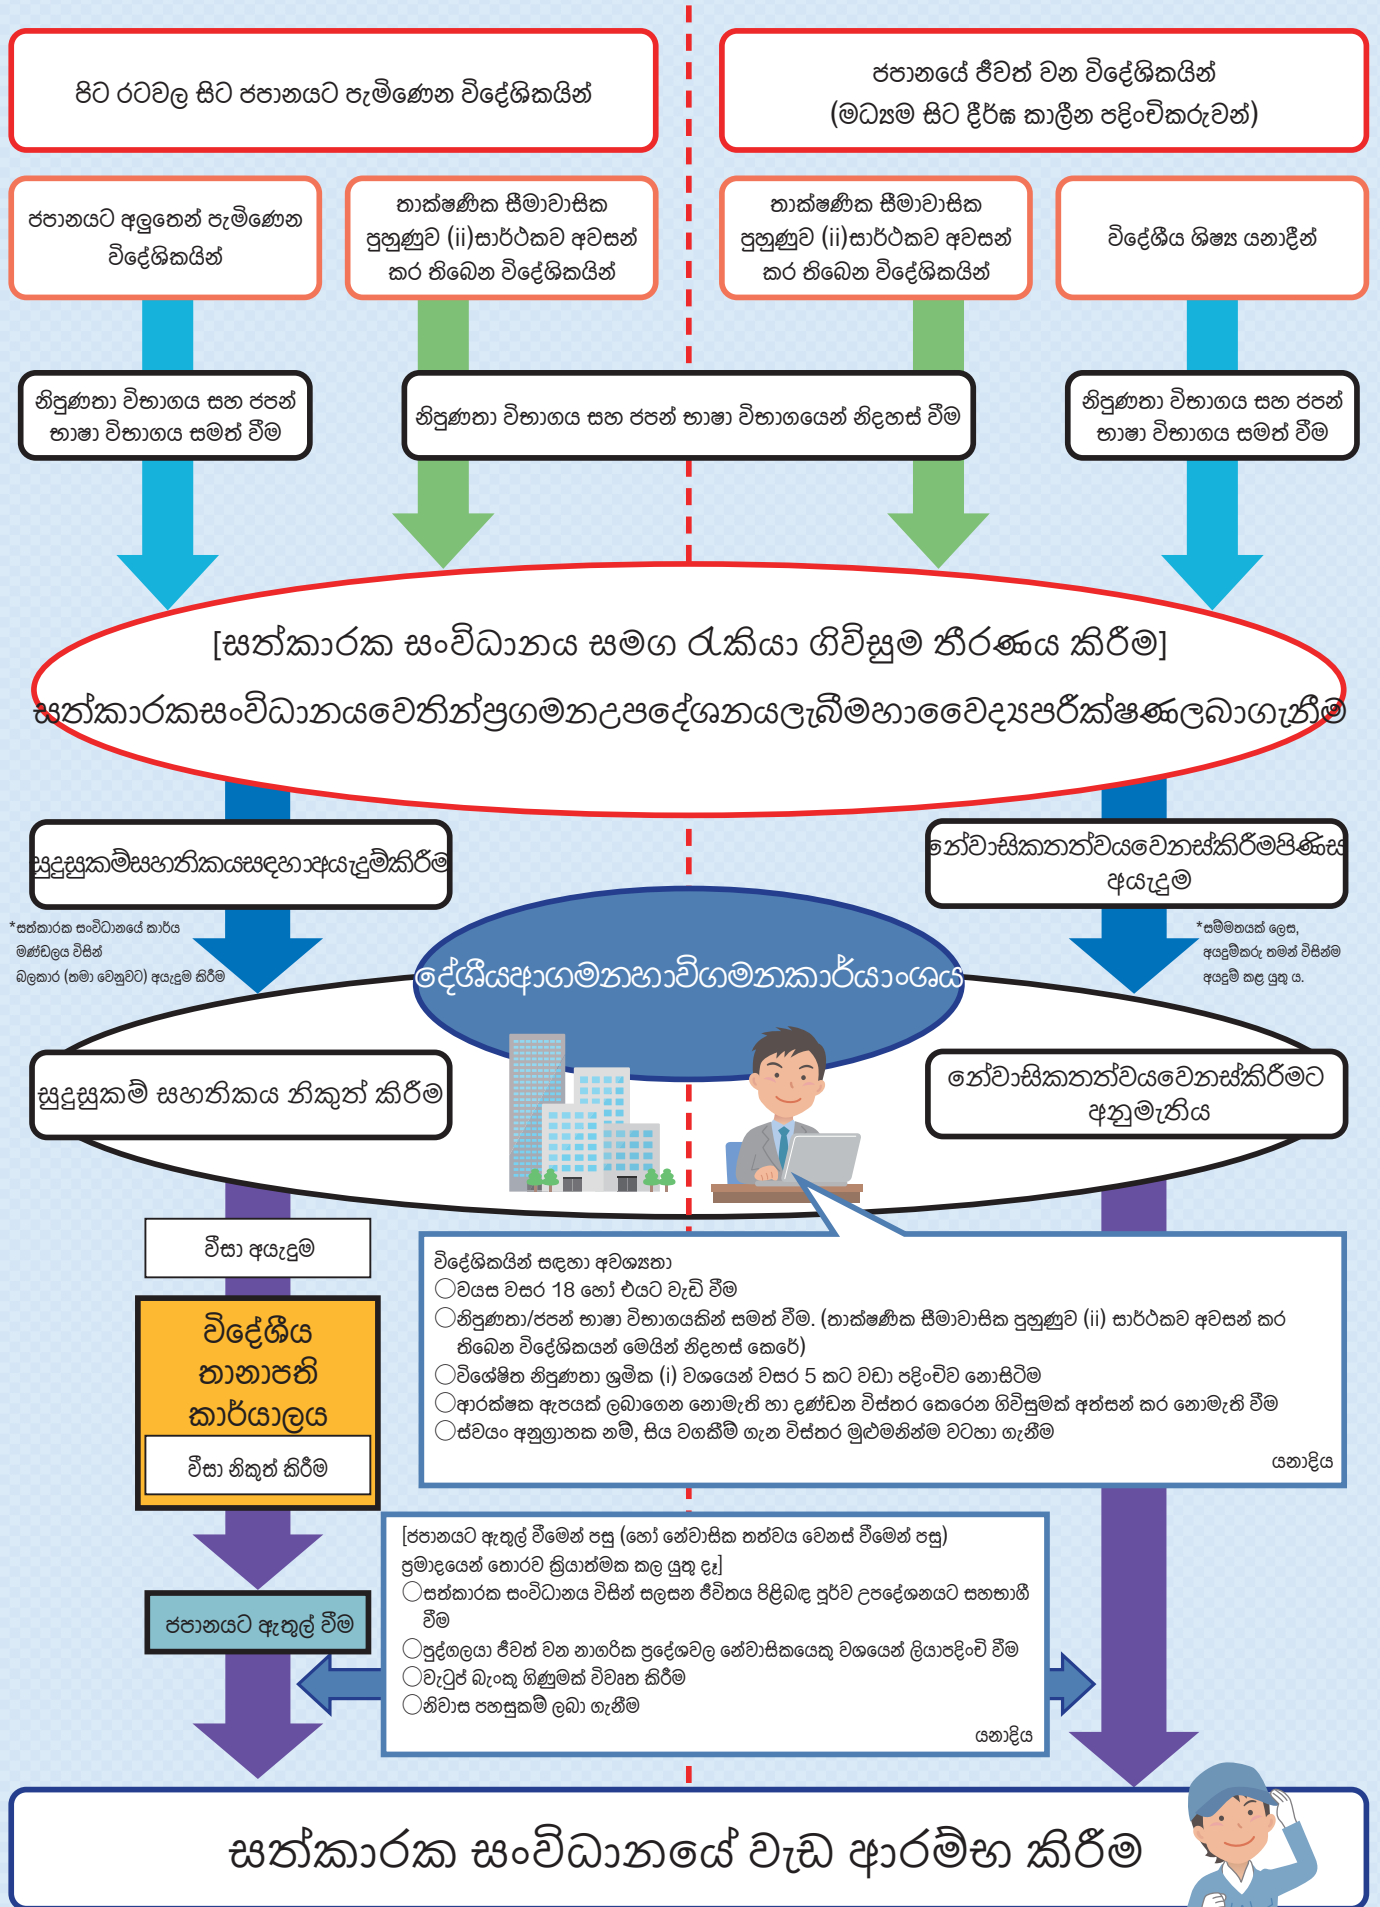 පිට රටවල සිට ජපානයට පැමිණෙන විදේශිකයින්
ජපානයේ ජීවත් වන විදේශිකයින්
(මධ්‍යම සිට දීර්ඝ කාලීන පදිංචිකරුවන්)
ජපානයට අලුතෙන් පැමිණෙන
විදේශිකයින්
තාක්ෂණික සීමාවාසික
පුහුණුව (ii)සාර්ථකව අවසන්
කර තිබෙන විදේශිකයින්
තාක්ෂණික සීමාවාසික
පුහුණුව (ii)සාර්ථකව අවසන්
කර තිබෙන විදේශිකයින්
විදේශීය ශිෂ්‍ය යනාදීන්
නිපුණතා විභාගය සහ ජපන්
භාෂා විභාගය සමත් වීම
නිපුණතා විභාගය සහ ජපන් භාෂා විභාගයෙන් නිදහස් වීම
නිපුණතා විභාගය සහ ජපන්
භාෂා විභාගය සමත් වීම
[සත්කාරක සංවිධානය සමග රැකියා ගිවිසුම තීරණය කිරීම]
සත්කාරකසංවිධානයවෙතින්ප්‍රගමනඋපදේශනයලැබීමහාවෛද්‍යපරීක්ෂණලබාගැනීම
සුදුසුකම්සහතිකයසඳහාඅයැදුම්කිරීම
නේවාසිකතත්වයවෙනස්කිරීමපිණිස
අයැදුම
*සත්කාරක සංවිධානයේ කාර්ය
මණ්ඩලය විසින්
බලකාර (තමා වෙනුවට) අයැදුම කිරීම
*සම්මතයක් ලෙස,
අයදුම්කරු තමන් විසින්ම
අයදුම් කළ යුතු ය.
දේශීයආගමනහාවිගමනකාර්යාංශය
සුදුසුකම් සහතිකය නිකුත් කිරීම
නේවාසිකතත්වයවෙනස්කිරීමට
අනුමැතිය
වීසා අයැදුම
විදේශීය
තානාපති
කාර්යාලය
වීසා නිකුත් කිරීම
විදේශිකයින් සඳහා අවශ්‍යතා
○වයස වසර 18 හෝ එයට වැඩි වීම
○නිපුණතා/ජපන් භාෂා විභාගයකින් සමත් වීම. (තාක්ෂණික සීමාවාසික පුහුණුව (ii) සාර්ථකව අවසන් කර
තිබෙන විදේශිකයන් මෙයින් නිදහස් කෙරේ)
○විශේෂිත නිපුණතා ශ්‍රමික (i) වශයෙන් වසර 5 කට වඩා පදිංචිව නොසිටිම
○ආරක්ෂක ඇපයක් ලබාගෙන නොමැති හා දණ්ඩන විස්තර කෙරෙන ගිවිසුමක් අත්සන් කර නොමැති වීම
○ස්වයං අනුග්‍රාහක නම්, සිය වගකීම් ගැන විස්තර මුළුමනින්ම වටහා ගැනීම
යනාදිය
[ජපානයට ඇතුල් වීමෙන් පසු (හෝ නේවාසික තත්වය වෙනස් වීමෙන් පසු)
ප්‍රමාදයෙන් තොරව ක්‍රියාත්මක කල යුතු දෑ]
○සත්කාරක සංවිධානය විසින් සලසන ජීවිතය පිළිබඳ පූර්ව උපදේශනයට සහභාගී
වීම
○පුද්ගලයා ජීවත් වන නාගරික ප්‍රදේශවල නේවාසිකයෙකු වශයෙන් ලියාපදිංචි වීම
○වැටුප් බැංකු ගිණුමක් විවෘත කිරීම
○නිවාස පහසුකම් ලබා ගැනීම
යනාදිය
ජපානයට ඇතුල් වීම
සත්කාරක සංවිධානයේ වැඩ ආරම්භ කිරීම